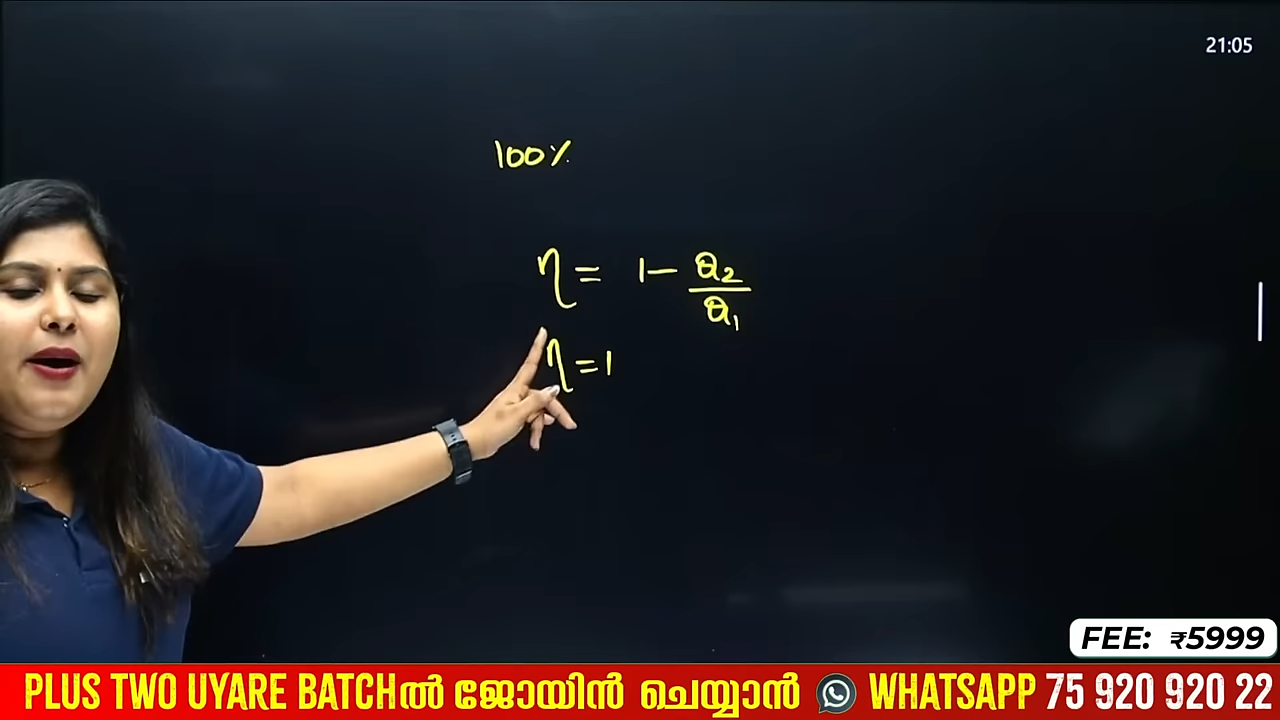 21:05
100%
η = 1 - Q₂/Q₁
η = 1
FEE: ₹5999
PLUS TWO UYARE BATCHൽ ജോയിൻ ചെയ്യാൻ WHATSAPP 75 920 920 22